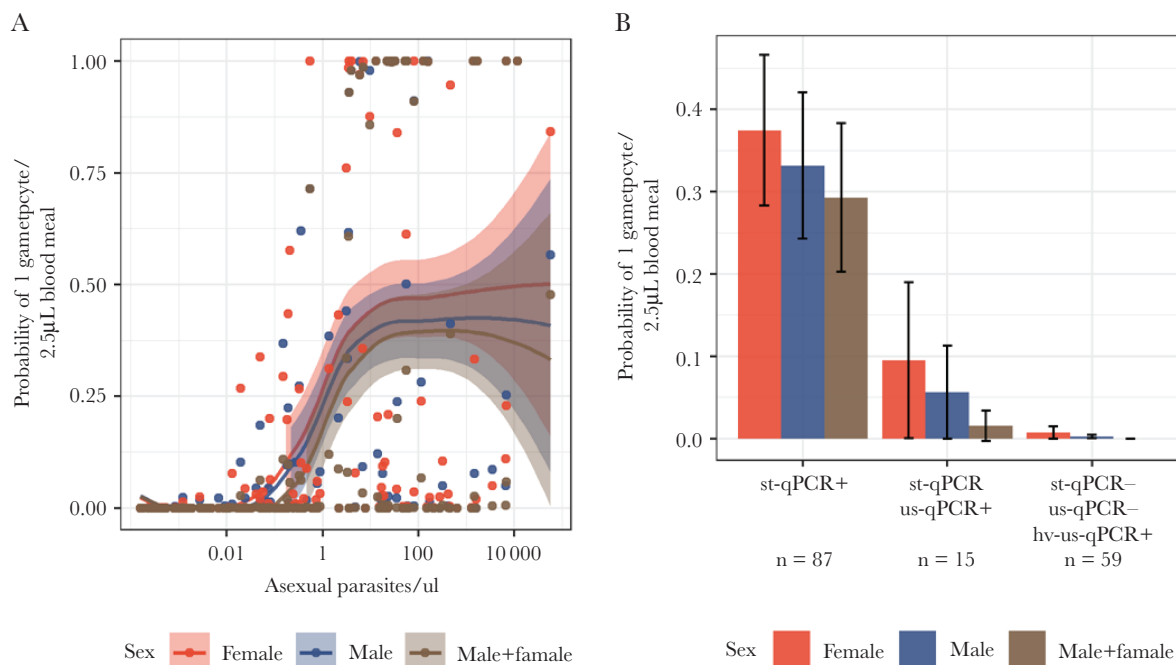 A
Probability of 1 gametpcyte/
2.5µL blood meal
1.00
0.75
0.50
0.25
0.00
0.01
1
100
10 000
Asexual parasites/ul
Sex
Female
Male
Male+famale
B
Probability of 1 gametpcyte/
2.5µL blood meal
0.4
0.3
0.2
0.1
0.0
st-qPCR+
n = 87
st-qPCR
us-qPCR+
n = 15
st-qPCR–
us-qPCR–
hv-us-qPCR+
n = 59
Sex
Female
Male
Male+famale